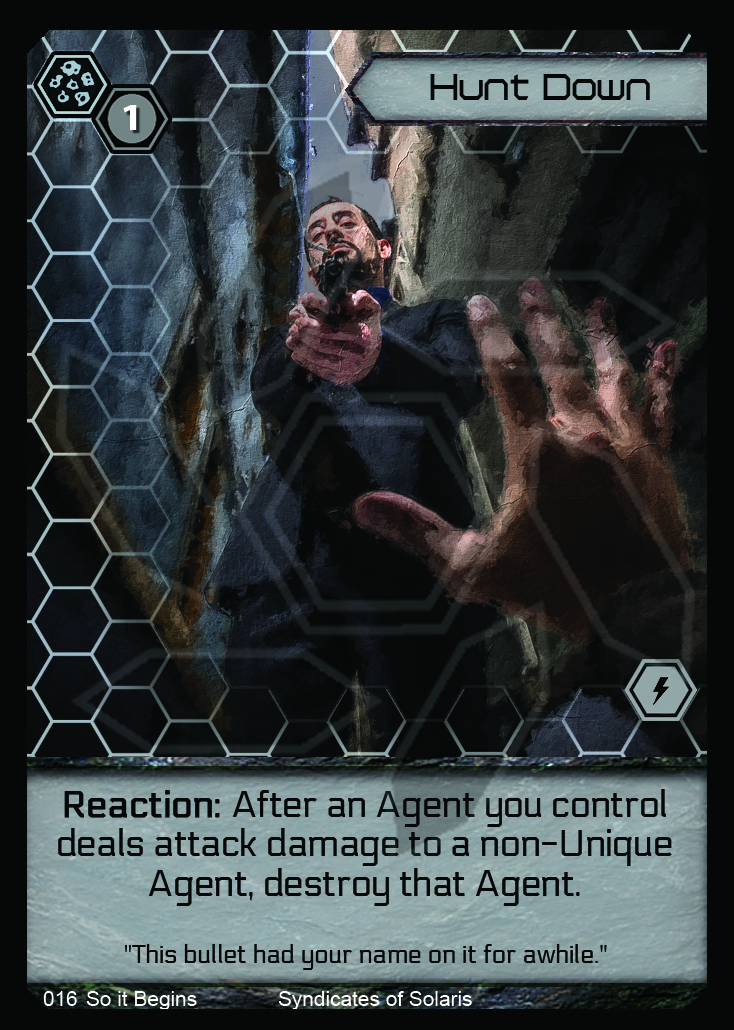 Hunt Down
1
Reaction: After an Agent you control
deals attack damage to a non-Unique
Agent, destroy that Agent.
"This bullet had your name on it for awhile."
016 So it Begins Syndicates of Solaris